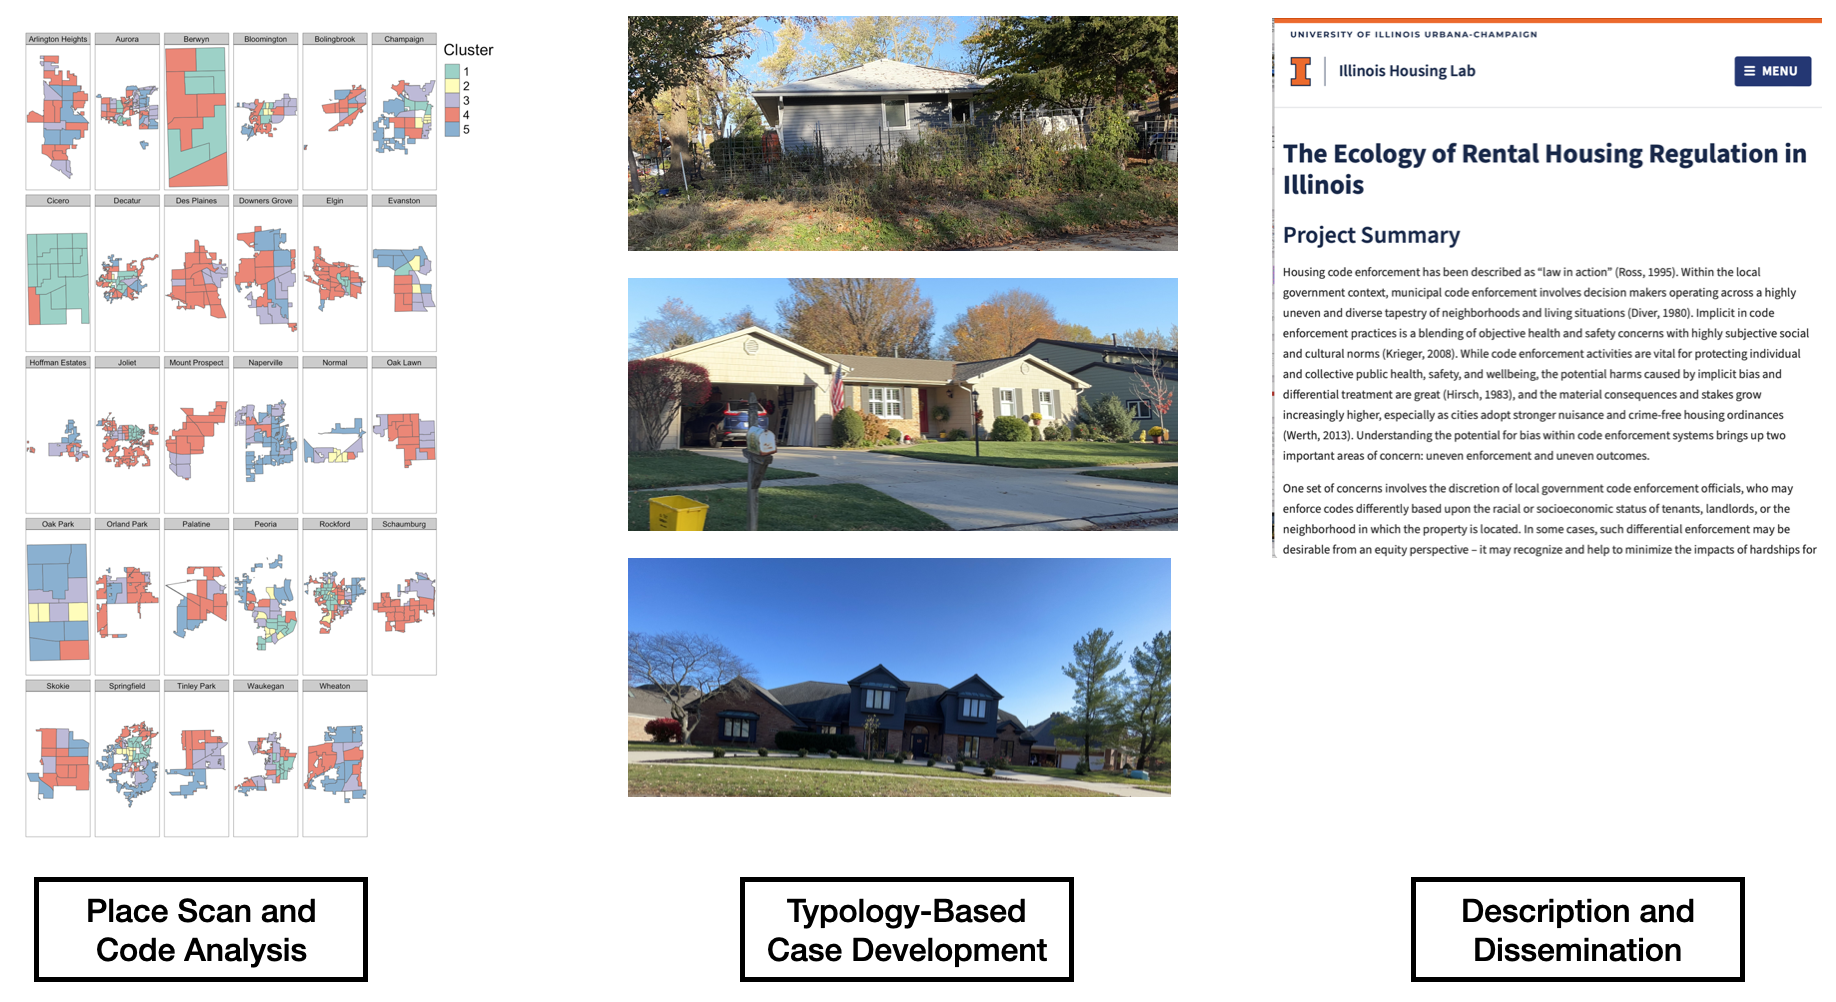 Arlington Heights
Aurora
Berwyn
Bloomington
Bolingbrook
Champaign
Cluster
1
2
3
4
5
Cicero
Decatur
Des Plaines
Downers Grove
Elgin
Evanston
Hoffman Estates
Joliet
Mount Prospect
Naperville
Normal
Oak Lawn
Oak Park
Orland Park
Palatine
Peoria
Rockford
Schaumburg
Skokie
Springfield
Tinley Park
Waukegan
Wheaton
Place Scan and
Code Analysis
Typology-Based
Case Development
UNIVERSITY OF ILLINOIS URBANA-CHAMPAIGN
I
Illinois Housing Lab
☰ MENU
The Ecology of Rental Housing Regulation in
Illinois
Project Summary
Housing code enforcement has been described as “law in action” (Ross, 1995). Within the local
government context, municipal code enforcement involves decision makers operating across a highly
uneven and diverse tapestry of neighborhoods and living situations (Diver, 1980). Implicit in code
enforcement practices is a blending of objective health and safety concerns with highly subjective social
and cultural norms (Krieger, 2008). While code enforcement activities are vital for protecting individual
and collective public health, safety, and wellbeing, the potential harms caused by implicit bias and
differential treatment are great (Hirsch, 1983), and the material consequences and stakes grow
increasingly higher, especially as cities adopt stronger nuisance and crime-free housing ordinances
(Werth, 2013). Understanding the potential for bias within code enforcement systems brings up two
important areas of concern: uneven enforcement and uneven outcomes.
One set of concerns involves the discretion of local government code enforcement officials, who may
enforce codes differently based upon the racial or socioeconomic status of tenants, landlords, or the
neighborhood in which the property is located. In some cases, such differential enforcement may be
desirable from an equity perspective – it may recognize and help to minimize the impacts of hardships for
Description and
Dissemination